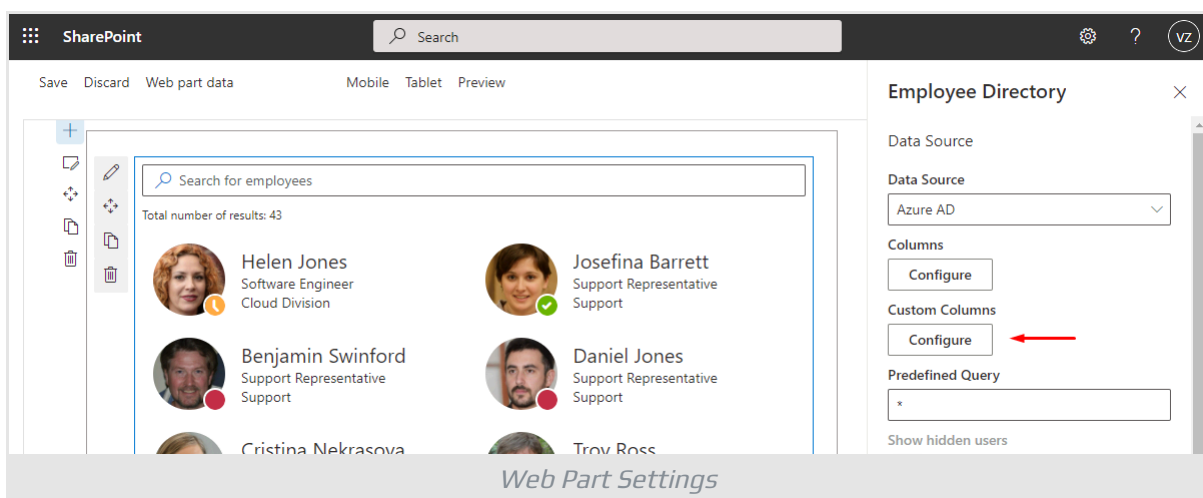 SharePoint
Search
VZ
Save Discard Web part data Mobile Tablet Preview
Search for employees
Total number of results: 43
Helen Jones
Software Engineer
Cloud Division
Josefina Barrett
Support Representative
Support
Benjamin Swinford
Support Representative
Support
Daniel Jones
Support Representative
Support
Cristina Nekrasova
Troy Ross
Employee Directory
Data Source
Data Source
Azure AD
Columns
Configure
Custom Columns
Configure
Predefined Query
*
Show hidden users
Web Part Settings